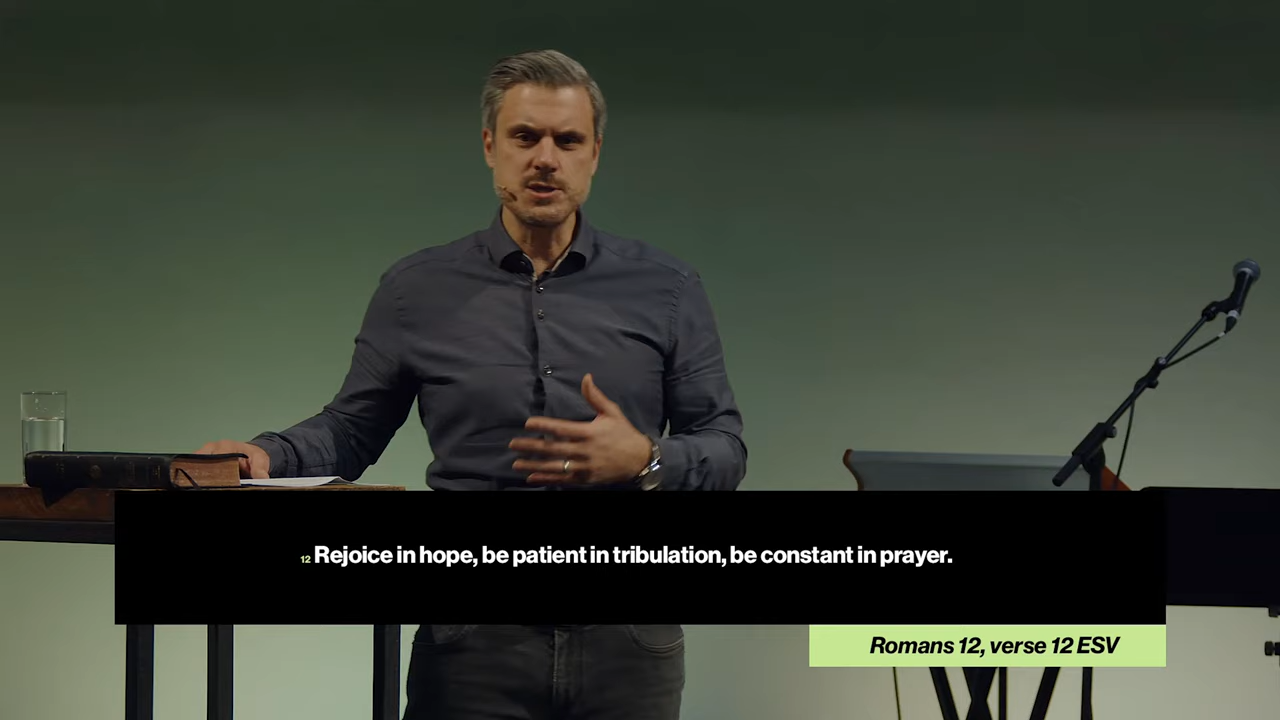 12 Rejoice in hope, be patient in tribulation, be constant in prayer.
Romans 12, verse 12 ESV